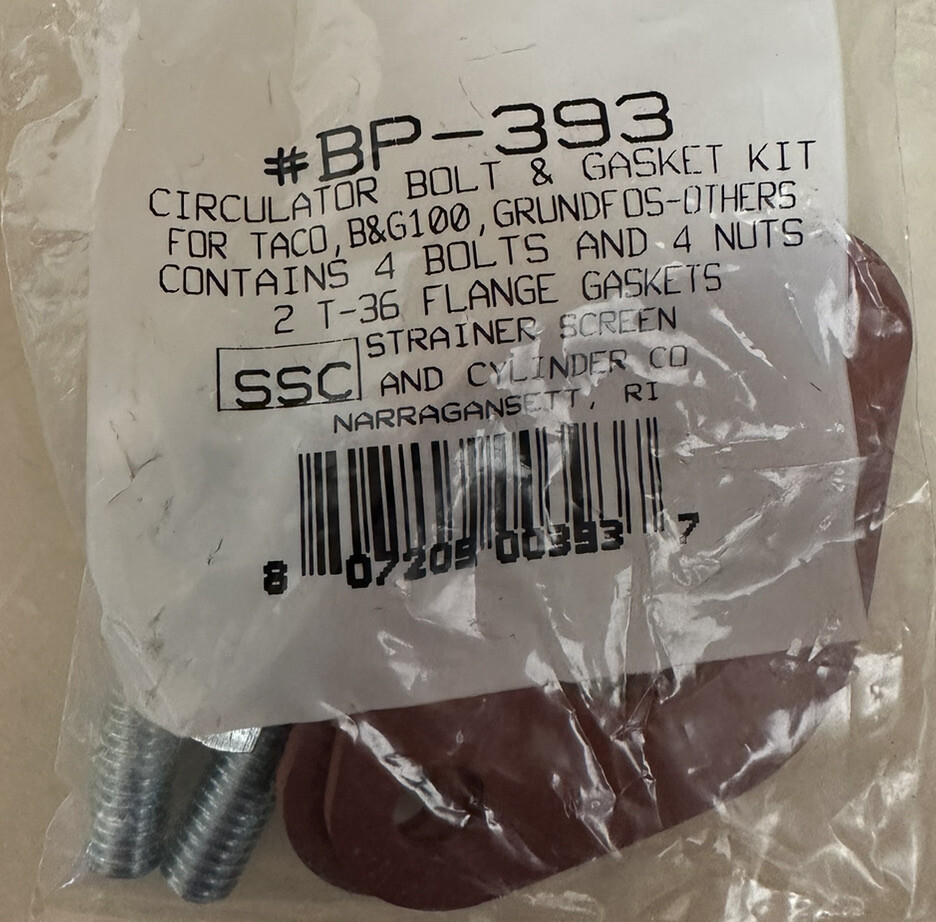 #BP-393
CIRCULATOR BOLT & GASKET KIT
FOR TACO,B&G100,GRUNDFOS-OTHERS
CONTAINS 4 BOLTS AND 4 NUTS
2 T-36 FLANGE GASKETS
STRAINER SCREEN
SSC AND CYLINDER CO
NARRAGANSETT, RI
8 07209 00393 7